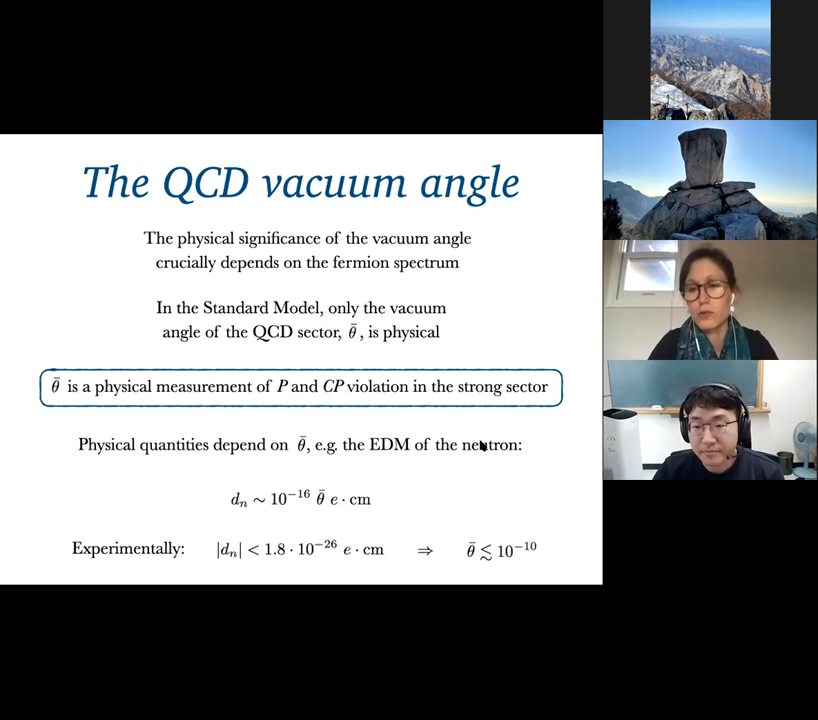 The QCD vacuum angle
The physical significance of the vacuum angle
crucially depends on the fermion spectrum
In the Standard Model, only the vacuum
angle of the QCD sector, θ̄ , is physical
θ̄ is a physical measurement of P and CP violation in the strong sector
Physical quantities depend on θ̄, e.g. the EDM of the neutron:
dₙ ∼ 10⁻¹⁶ θ̄ e · cm
Experimentally: |dₙ| < 1.8 · 10⁻²⁶ e · cm ⇒ θ̄ ≲ 10⁻¹⁰